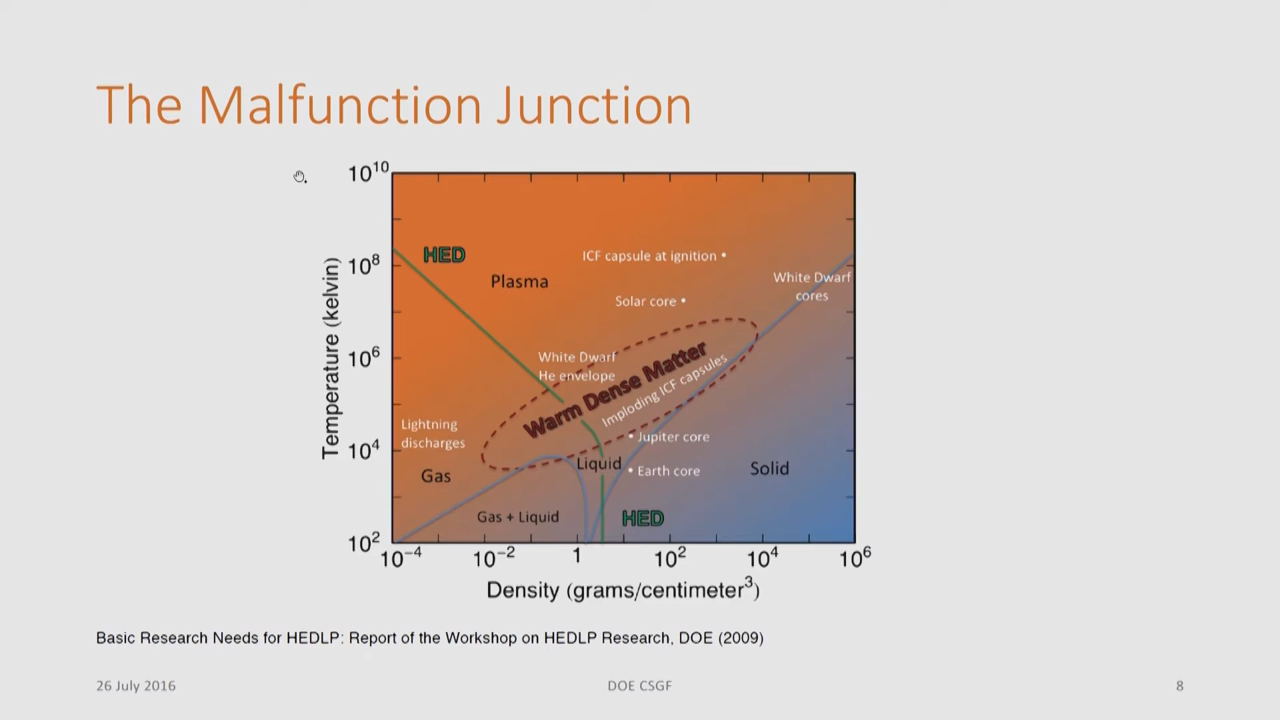 The Malfunction Junction
10^10
10^8
10^6
10^4
10^2
Temperature (kelvin)
HED
Plasma
ICF capsule at ignition •
Solar core •
White Dwarf
cores
White Dwarf
He envelope
Warm Dense Matter
Imploding ICF capsules
Lightning
discharges
• Jupiter core
Gas
Liquid
• Earth core
Solid
Gas + Liquid
HED
10^-4 10^-2 1 10^2 10^4 10^6
Density (grams/centimeter^3)
Basic Research Needs for HEDLP: Report of the Workshop on HEDLP Research, DOE (2009)
26 July 2016 DOE CSGF 8